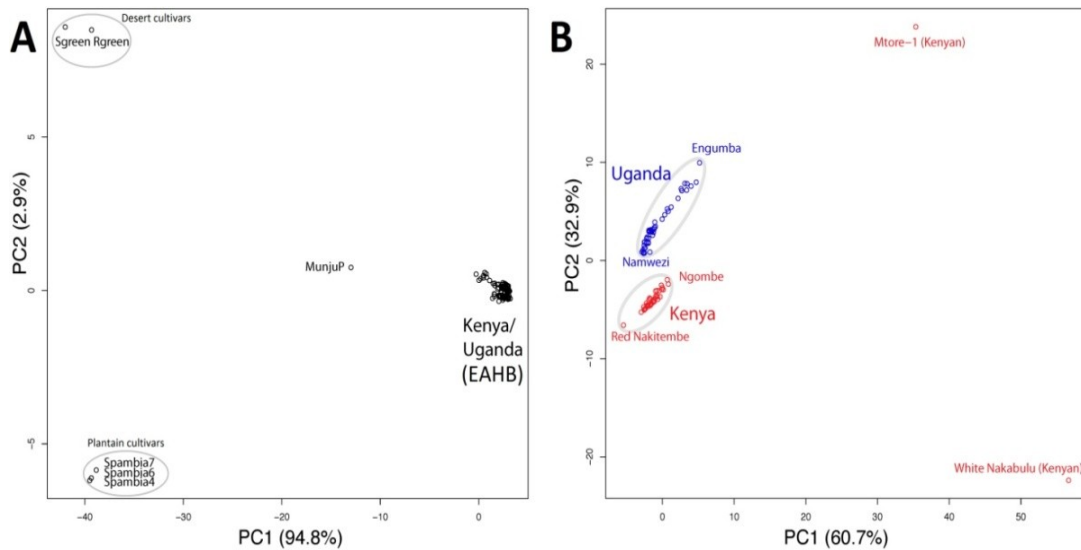 A
Desert cultivars
Sgreen Rgreen
MunjuP
Kenya/
Uganda
(EAHB)
Plantain cultivars
Spambia7
Spambia6
Spambia4
5
0
−5
PC2 (2.9%)
−40
−30
−20
−10
0
PC1 (94.8%)
B
Mtore−1 (Kenyan)
Engumba
Uganda
Namwezi
Ngombe
Kenya
Red Nakitembe
White Nakabulu (Kenyan)
20
10
0
−10
−20
PC2 (32.9%)
0
10
20
30
40
50
PC1 (60.7%)